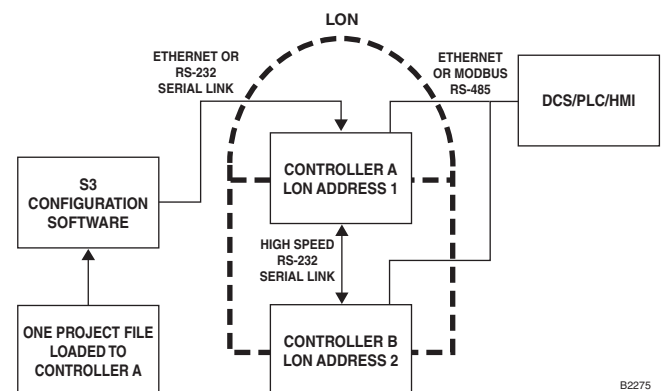 LON
ETHERNET OR
RS-232
SERIAL LINK
ETHERNET
OR MODBUS
RS-485
DCS/PLC/HMI
S3
CONFIGURATION
SOFTWARE
CONTROLLER A
LON ADDRESS 1
HIGH SPEED
RS-232
SERIAL LINK
ONE PROJECT FILE
LOADED TO
CONTROLLER A
CONTROLLER B
LON ADDRESS 2
B2275